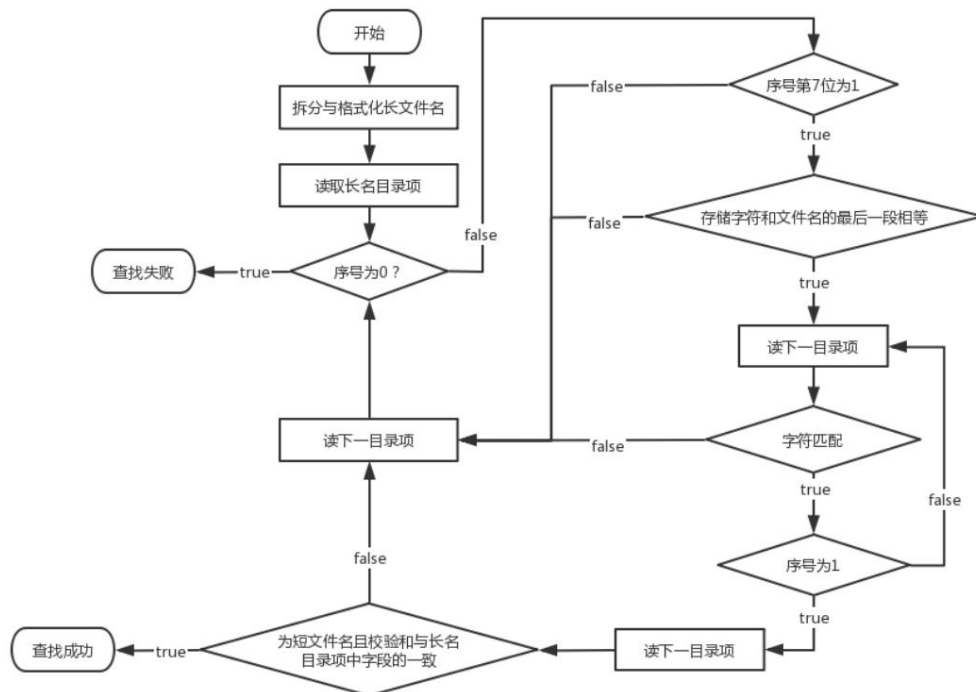 开始
拆分与格式化长文件名
读取长名目录项
序号为0？
true
查找失败
false
序号第7位为1
false
true
存储字符和文件名的最后一段相等
false
true
读下一目录项
字符匹配
false
true
序号为1
false
true
读下一目录项
为短文件名且校验和与长名
目录项中字段的一致
true
查找成功
false
读下一目录项